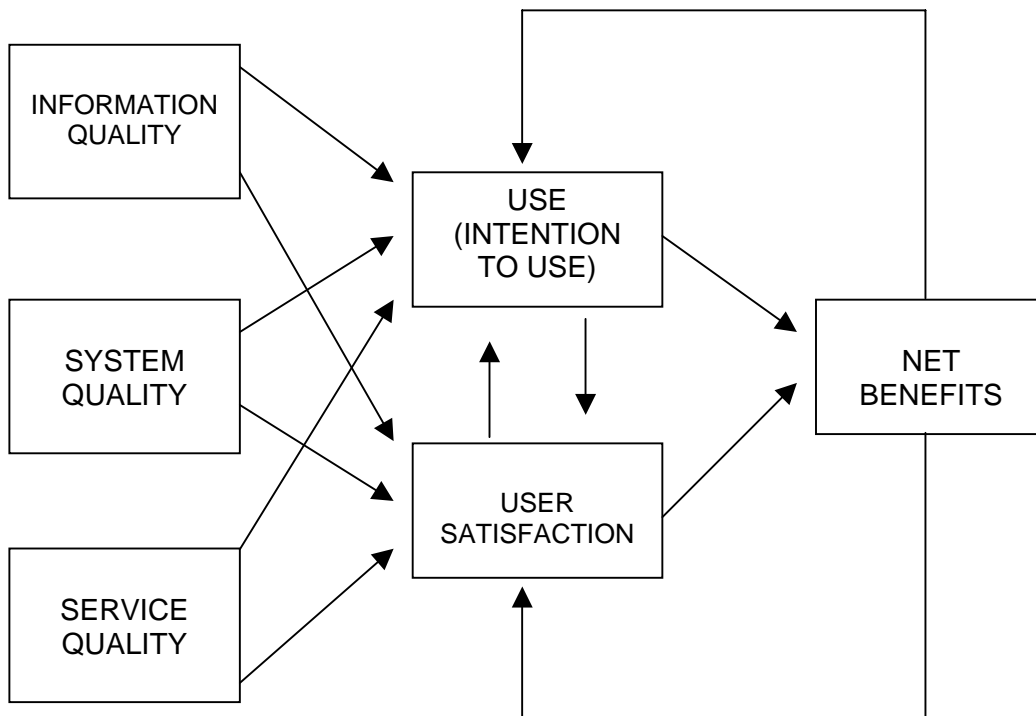 INFORMATION
QUALITY
USE
(INTENTION
TO USE)
SYSTEM
QUALITY
NET
BENEFITS
USER
SATISFACTION
SERVICE
QUALITY